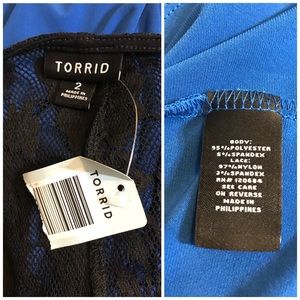 TORRID
2
MADE IN
PHILIPPINES
TORRID
BODY:
95%POLYESTER
5%SPANDEX
LACE:
97%NYLON
3%SPANDEX
RN# 120684
SEE CARE
ON REVERSE
MADE IN
PHILIPPINES